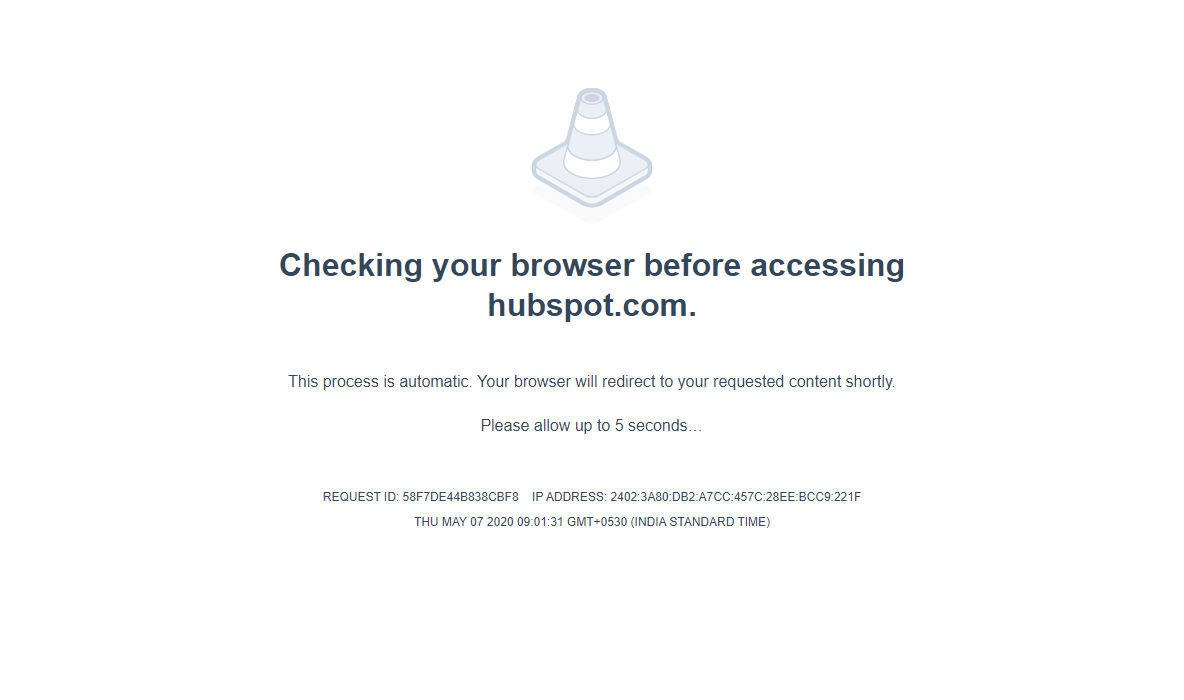 Checking your browser before accessing
hubspot.com.
This process is automatic. Your browser will redirect to your requested content shortly.
Please allow up to 5 seconds…
REQUEST ID: 58F7DE44B838CBF8 IP ADDRESS: 2402:3A80:DB2:A7CC:457C:28EE:BCC9:221F
THU MAY 07 2020 09:01:31 GMT+0530 (INDIA STANDARD TIME)